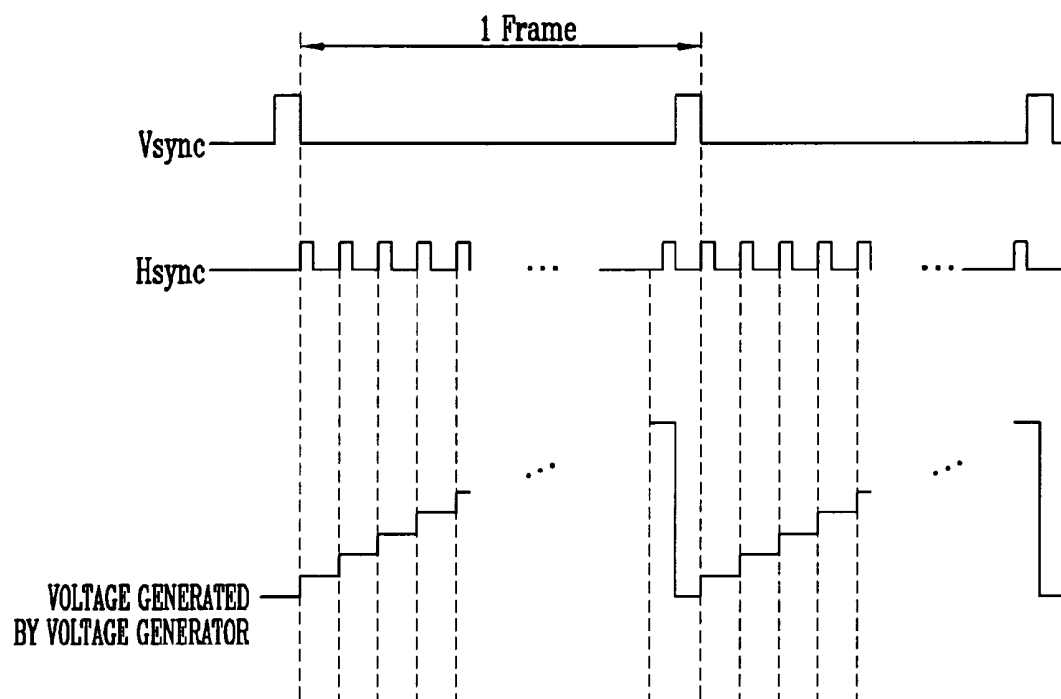 1 Frame
Vsync
Hsync
...
...
...
...
VOLTAGE GENERATED
BY VOLTAGE GENERATOR